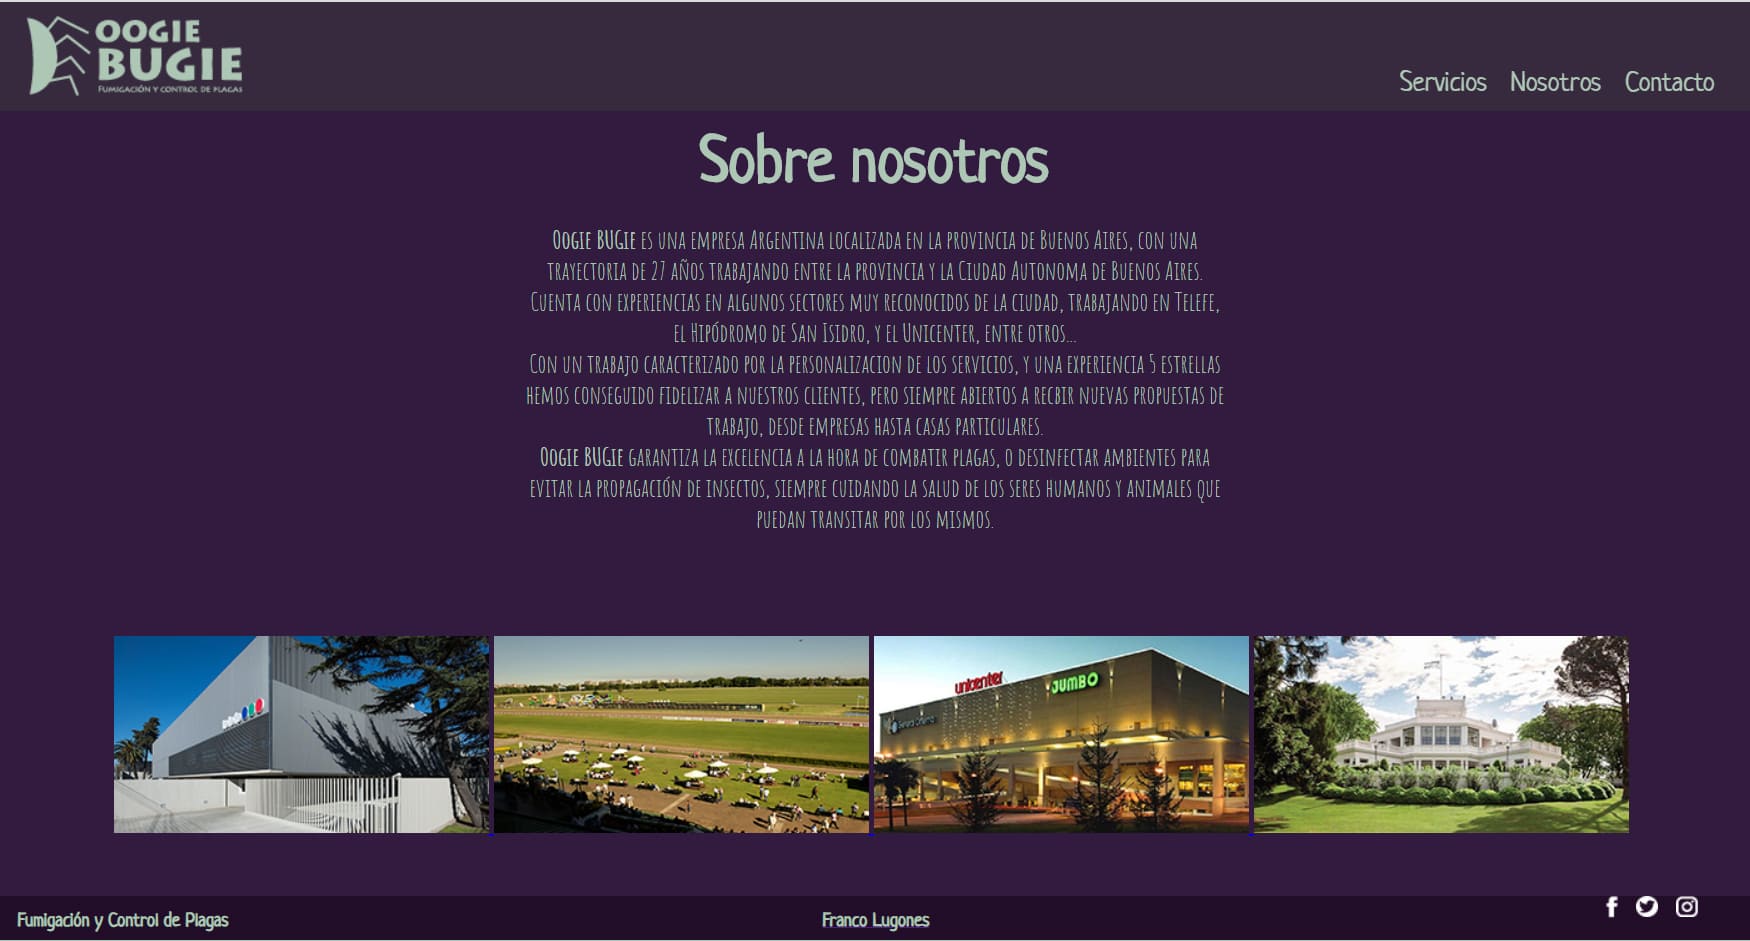 OOGIE
BUGIE
FUMIGACIÓN Y CONTROL DE PLAGAS
Servicios Nosotros Contacto
Sobre nosotros
Oogie BUGie es una empresa Argentina localizada en la provincia de Buenos Aires, con una
trayectoria de 27 años trabajando entre la provincia y la Ciudad Autonoma de Buenos Aires.
Cuenta con experiencias en algunos sectores muy reconocidos de la ciudad, trabajando en Telefe,
el Hipódromo de San Isidro, y el Unicenter, entre otros...
Con un trabajo caracterizado por la personalizacion de los servicios, y una experiencia 5 estrellas
hemos conseguido fidelizar a nuestros clientes, pero siempre abiertos a recbir nuevas propuestas de
trabajo, desde empresas hasta casas particulares.
Oogie BUGie garantiza la excelencia a la hora de combatir plagas, o desinfectar ambientes para
evitar la propagación de insectos, siempre cuidando la salud de los seres humanos y animales que
puedan transitar por los mismos.
unicenter
JUMBO
Fumigación y Control de Plagas
Franco Lugones